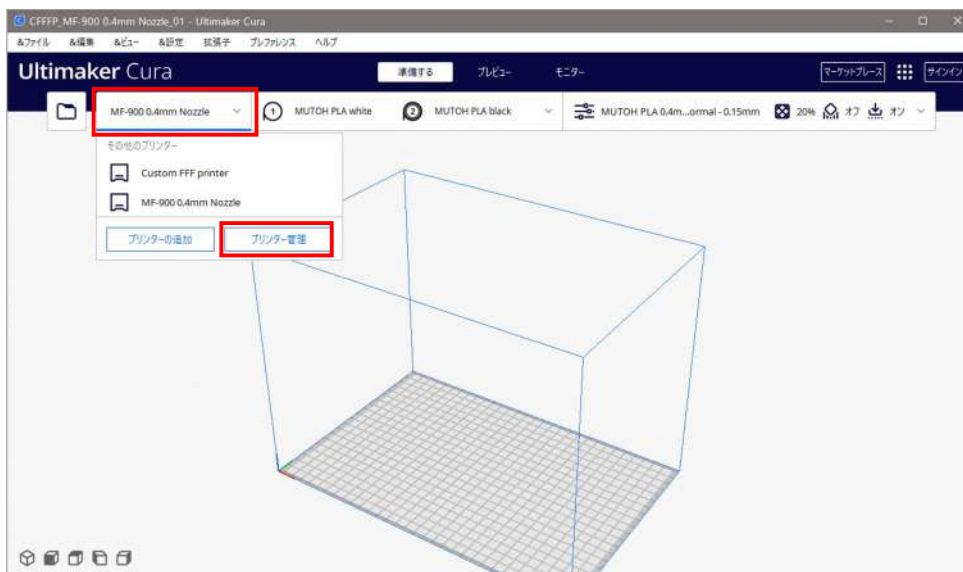 CFFFP_MF-900 0.4mm Nozzle_01 - Ultimaker Cura
&ファイル &編集 &ビュー &設定 拡張子 プレファレンス ヘルプ
Ultimaker Cura 準備する プレビュー モニター マーケットプレース サインイン
MF-900 0.4mm Nozzle 1 MUTOH PLA white 2 MUTOH PLA black MUTOH PLA 0.4m...ormal - 0.15mm 20% オフ オン
その他のプリンター
Custom FFF printer
MF-900 0.4mm Nozzle
プリンターの追加 プリンター管理